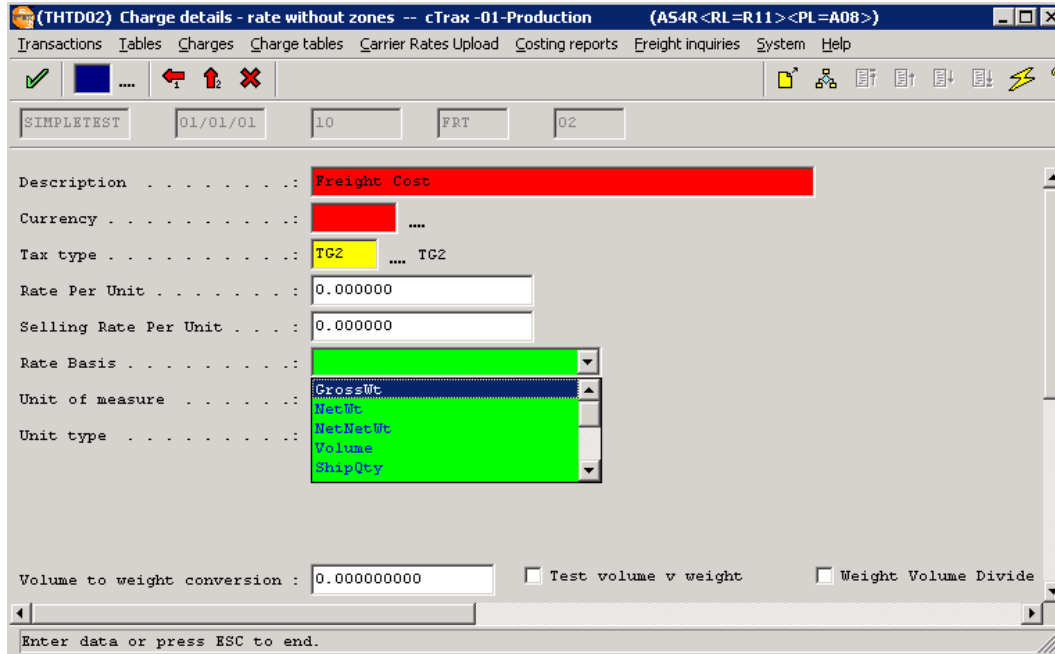 (THTD02) Charge details - rate without zones -- cTrax -01-Production (AS4R<RL=R11><PL=A08>)
Transactions Tables Charges Charge tables Carrier Rates Upload Costing reports Freight inquiries System Help
.... 1 2
SIMPLETEST 01/01/01 10 FRT 02
Description . . . . . . . .: Freight Cost
Currency . . . . . . . . . .: ....
Tax type . . . . . . . . . .: TG2 .... TG2
Rate Per Unit . . . . . . . : 0.000000
Selling Rate Per Unit . . . : 0.000000
Rate Basis . . . . . . . . .:
GrossWt
Unit of measure . . . . . .: NetWt
NetNetWt
Unit type . . . . . . . . .: Volume
ShipQty
Volume to weight conversion : 0.000000000 Test volume v weight Weight Volume Divide
Enter data or press ESC to end.